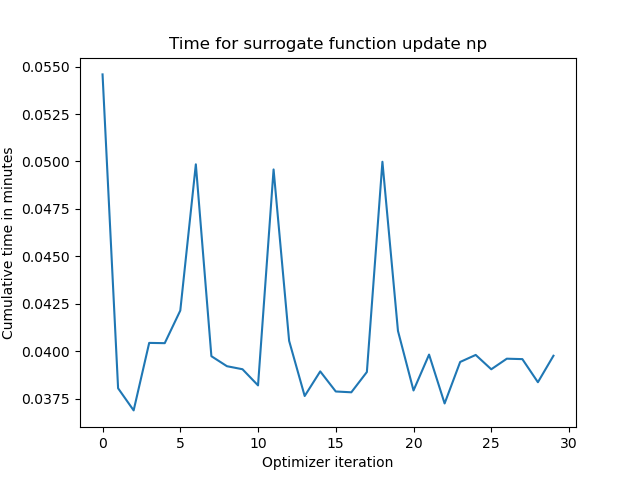 Time for surrogate function update np
0.0550
0.0525
0.0500
0.0475
0.0450
0.0425
0.0400
0.0375
Cumulative time in minutes
0 5 10 15 20 25 30
Optimizer iteration